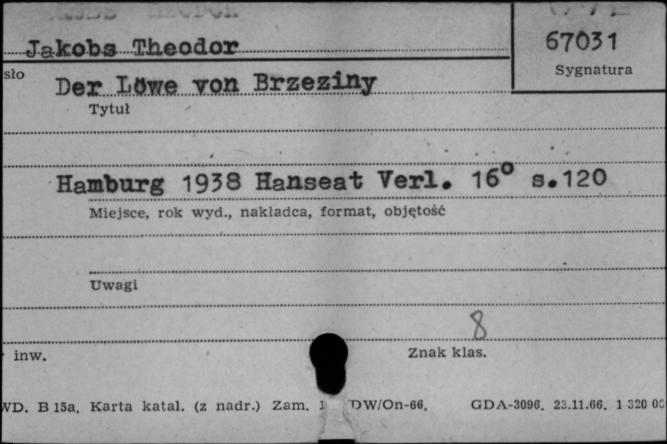 Jakobs Theodor
67031
Sygnatura
sło
Der Löwe von Brzeziny
Tytuł
Hamburg 1938 Hanseat Verl. 16° s.120
Miejsce, rok wyd., nakładca, format, objętość
Uwagi
8
inw.
Znak klas.
WD. B 15a. Karta katal. (z nadr.) Zam. DW/On-66. GDA-3096. 23.11.66. 1 320 00